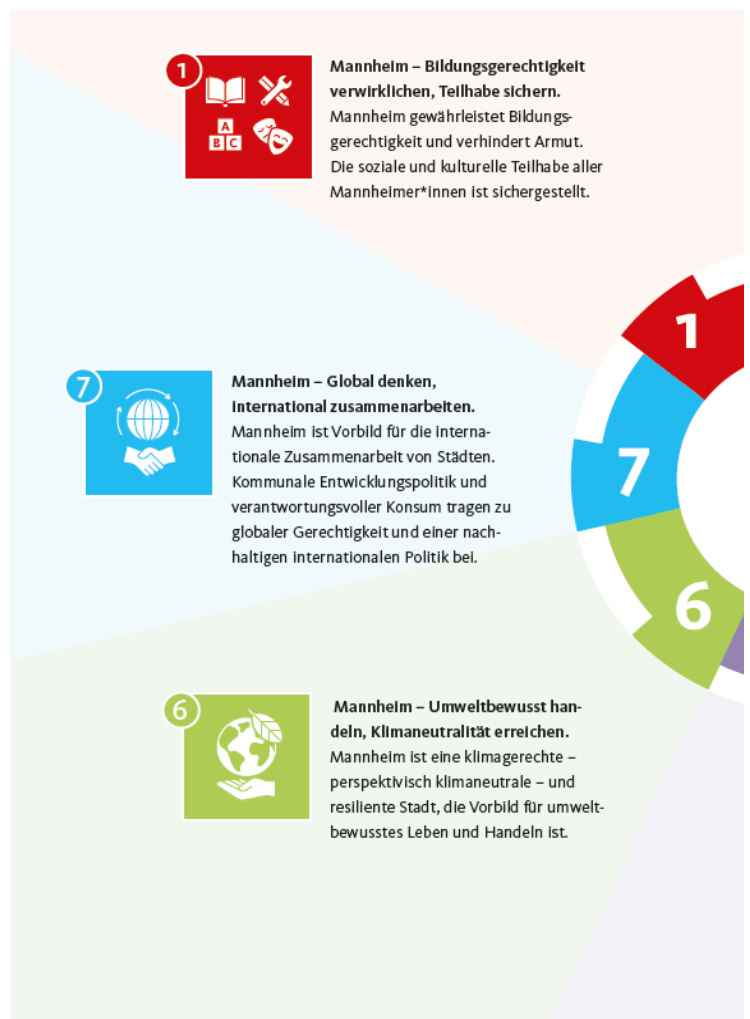 1
A
B C
Mannheim – Bildungsgerechtigkeit
verwirklichen, Teilhabe sichern.
Mannheim gewährleistet Bildungs-
gerechtigkeit und verhindert Armut.
Die soziale und kulturelle Teilhabe aller
Mannheimer*innen ist sichergestellt.
1
7
Mannheim – Global denken,
international zusammenarbeiten.
Mannheim ist Vorbild für die interna-
tionale Zusammenarbeit von Städten.
Kommunale Entwicklungspolitik und
verantwortungsvoller Konsum tragen zu
globaler Gerechtigkeit und einer nach-
haltigen internationalen Politik bei.
7
6
6
Mannheim – Umweltbewusst han-
deln, Klimaneutralität erreichen.
Mannheim ist eine klimagerechte –
perspektivisch klimaneutrale – und
resiliente Stadt, die Vorbild für umwelt-
bewusstes Leben und Handeln ist.